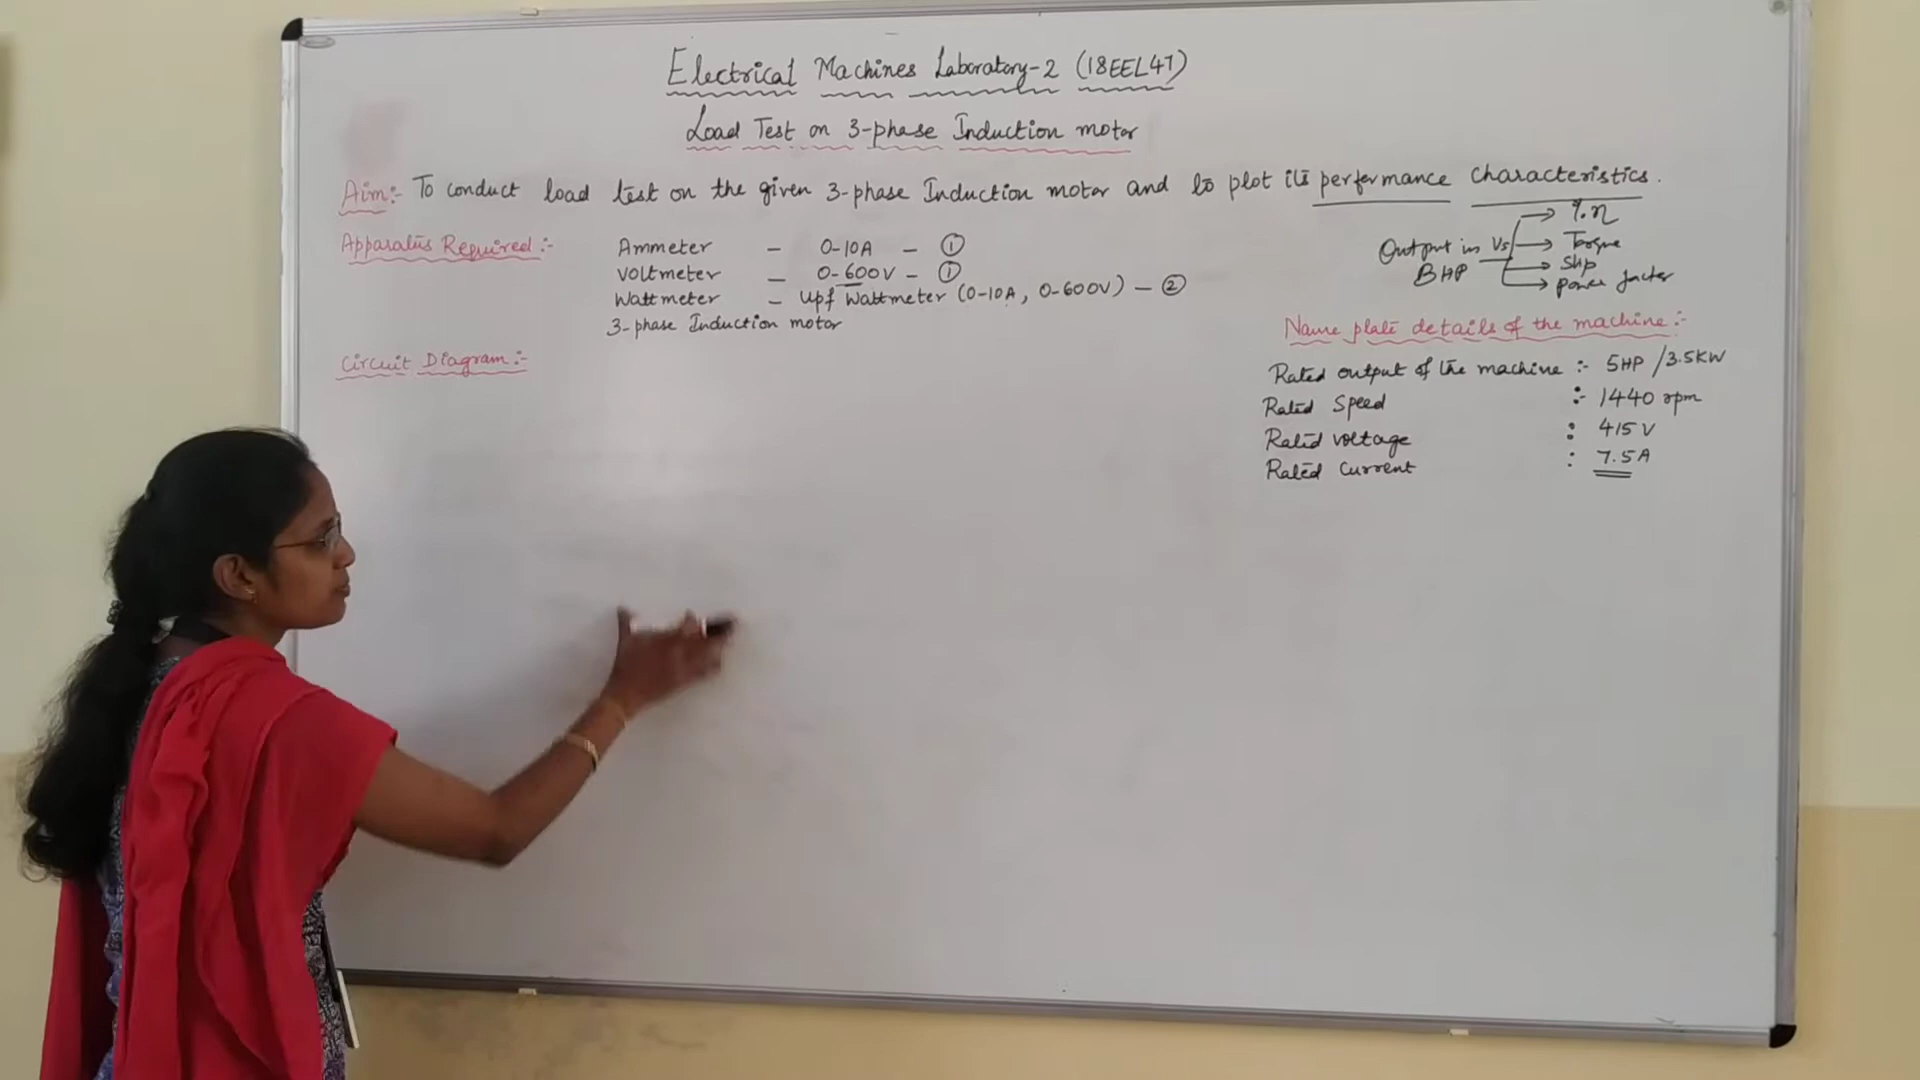 Electrical Machines Laboratory-2 (18EEL47)
Load Test on 3-phase Induction motor
Aim:- To conduct load test on the given 3-phase Induction motor and to plot its performance characteristics.
Apparatus Required:-
Ammeter - 0-10A - ①
Voltmeter - 0-600V - ①
Wattmeter - Upf Wattmeter (0-10A, 0-600V) - ②
3-phase Induction motor
Output in BHP Vs
→ %η
→ Torque
→ Slip
→ Power factor
Circuit Diagram:-
Name plate details of the machine:-
Rated output of the machine :- 5HP / 3.5KW
Rated Speed :- 1440 rpm
Rated voltage : 415 V
Rated Current : 7.5A